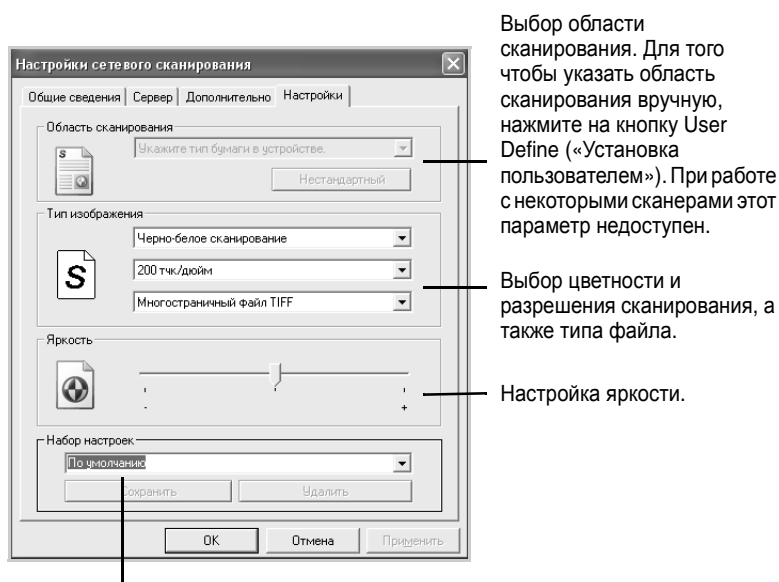 Настройки сетевого сканирования
Общие сведения Сервер Дополнительно Настройки
Область сканирования
S
Укажите тип бумаги в устройстве.
Нестандартный
Тип изображения
S
Черно-белое сканирование
200 тчк/дюйм
Многостраничный файл TIFF
Яркость
- +
Набор настроек
По умолчанию
Сохранить Удалить
OK Отмена Применить
Выбор области
сканирования. Для того
чтобы указать область
сканирования вручную,
нажмите на кнопку User
Define («Установка
пользователем»). При работе
с некоторыми сканерами этот
параметр недоступен.
Выбор цветности и
разрешения сканирования, а
также типа файла.
Настройка яркости.